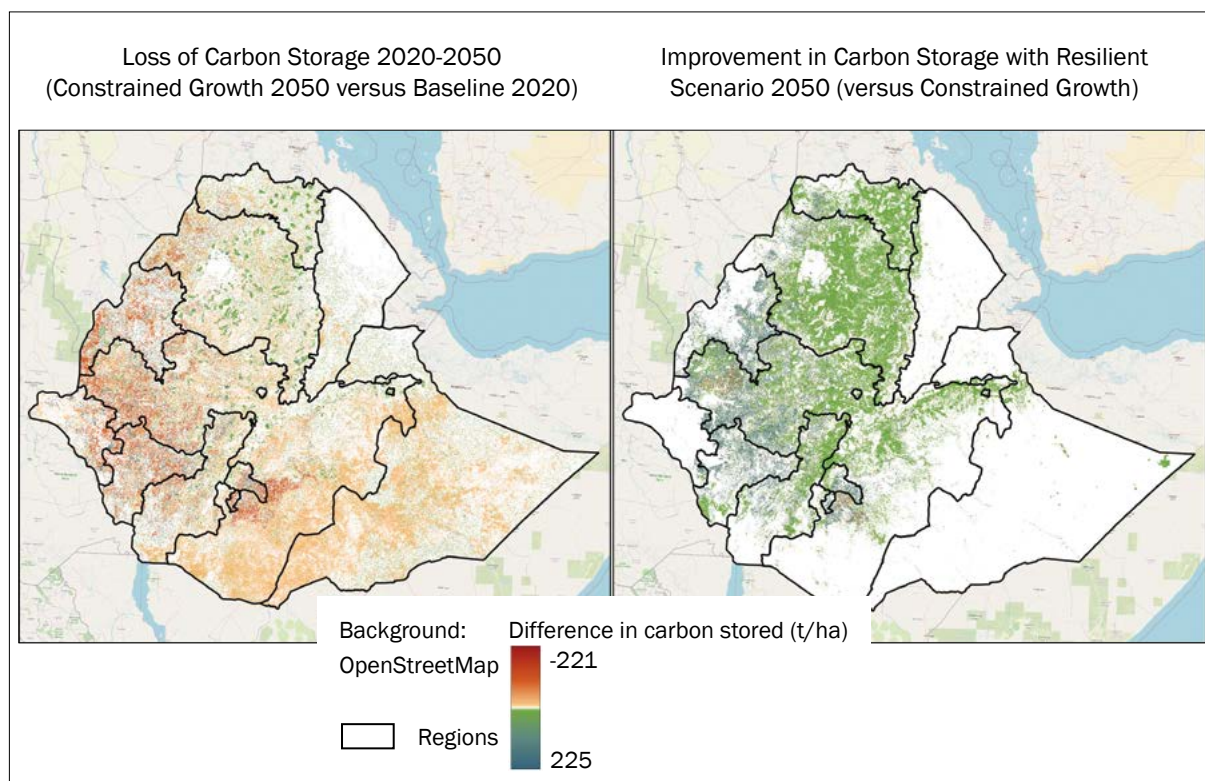 Loss of Carbon Storage 2020-2050
(Constrained Growth 2050 versus Baseline 2020)
Improvement in Carbon Storage with Resilient
Scenario 2050 (versus Constrained Growth)
Background:
OpenStreetMap
Regions
Difference in carbon stored (t/ha)
-221
225